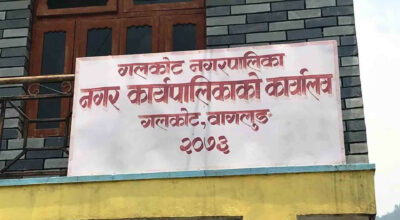 गलकोट नगरपालिका
नगर कार्यपालिकाको कार्यालय
गलकोट, वागलुङ
२०७३